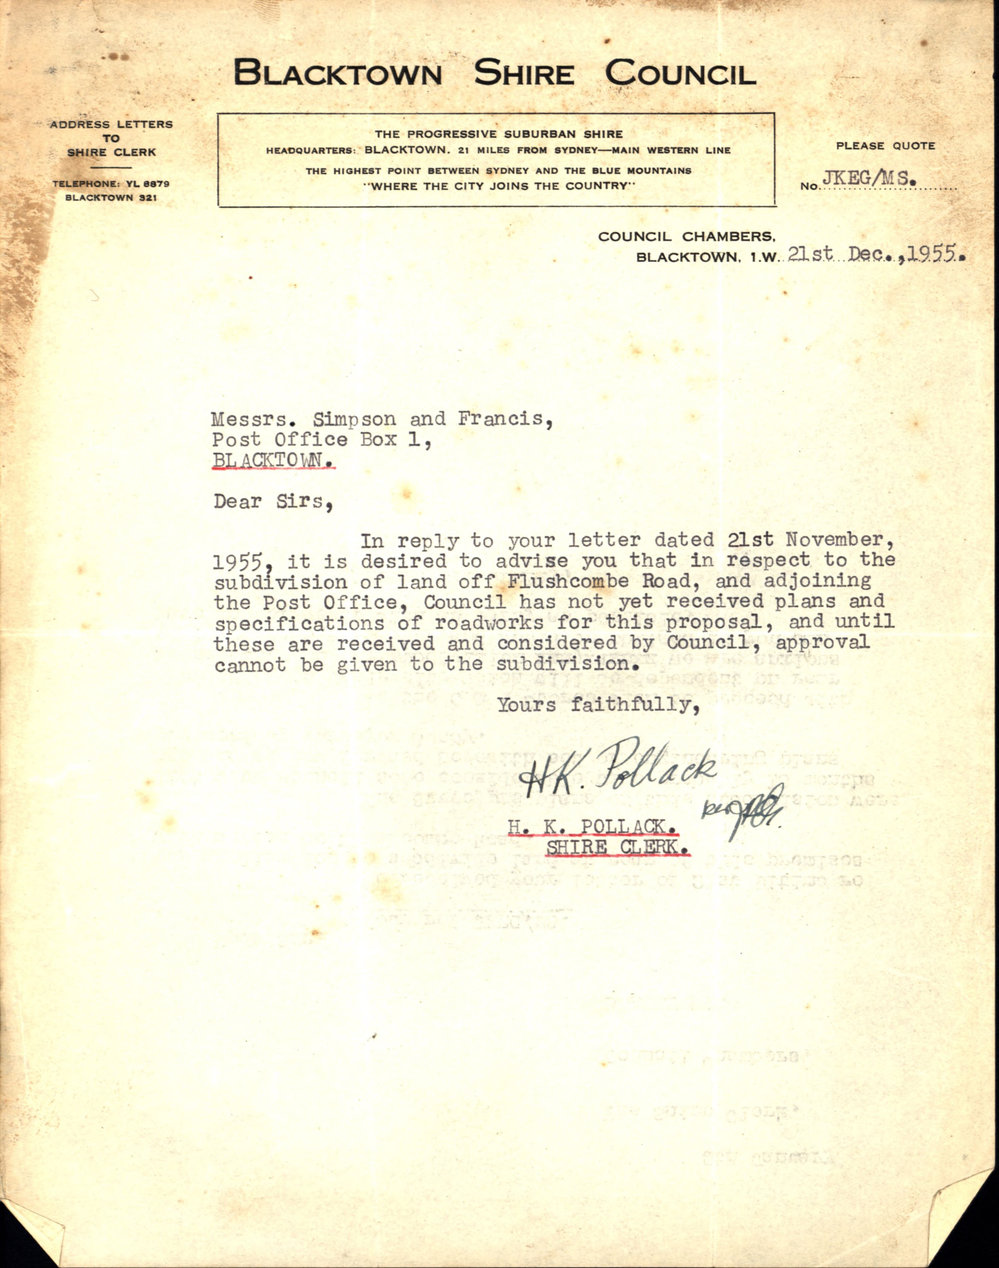 BLACKTOWN SHIRE COUNCIL
ADDRESS LETTERS
TO
SHIRE CLERK
TELEPHONE: YL 8879
BLACKTOWN 321
THE PROGRESSIVE SUBURBAN SHIRE
HEADQUARTERS: BLACKTOWN. 21 MILES FROM SYDNEY—MAIN WESTERN LINE
THE HIGHEST POINT BETWEEN SYDNEY AND THE BLUE MOUNTAINS
"WHERE THE CITY JOINS THE COUNTRY"
PLEASE QUOTE
No. JKEG/MS.
COUNCIL CHAMBERS,
BLACKTOWN, 1.W. 21st Dec.,1955.
Messrs. Simpson and Francis,
Post Office Box 1,
BLACKTOWN.
Dear Sirs,
In reply to your letter dated 21st November,
1955, it is desired to advise you that in respect to the
subdivision of land off Flushcombe Road, and adjoining
the Post Office, Council has not yet received plans and
specifications of roadworks for this proposal, and until
these are received and considered by Council, approval
cannot be given to the subdivision.
Yours faithfully,
HK. Pollack
per
H. K. POLLACK.
SHIRE CLERK.